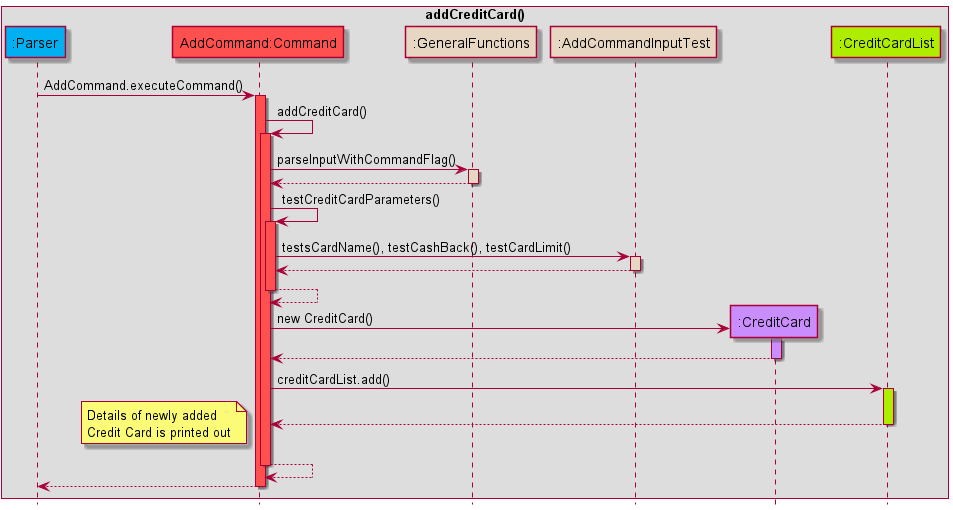 addCreditCard()
:Parser
AddCommand:Command
:GeneralFunctions
:AddCommandInputTest
:CreditCardList
AddCommand.executeCommand()
addCreditCard()
parseInputWithCommandFlag()
testCreditCardParameters()
testsCardName(), testCashBack(), testCardLimit()
new CreditCard()
:CreditCard
creditCardList.add()
Details of newly added
Credit Card is printed out